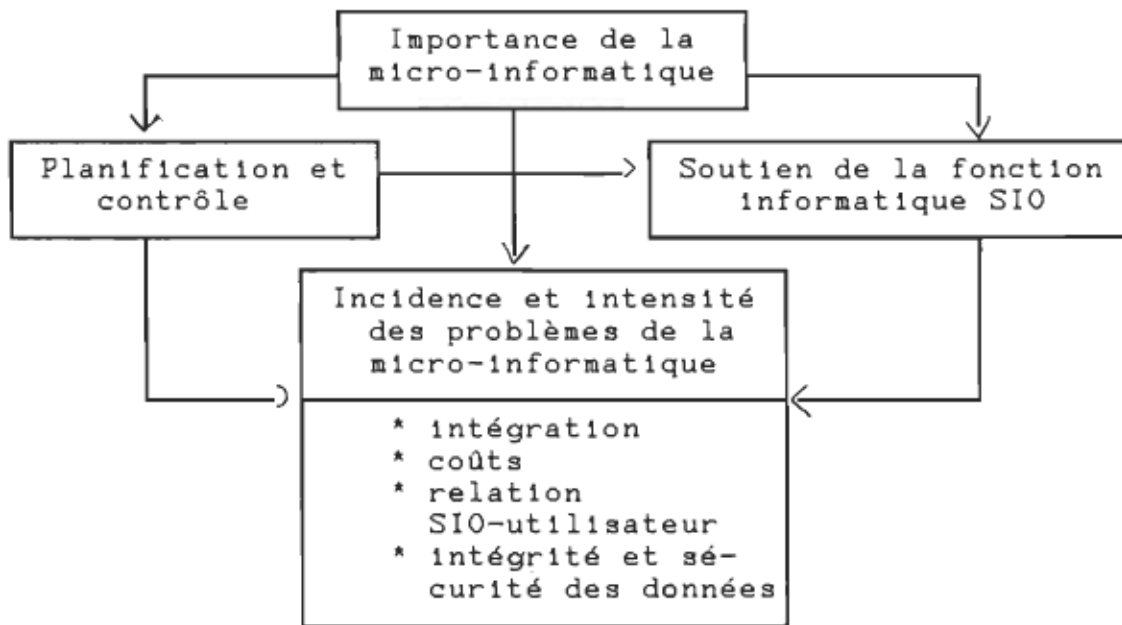 Importance de la
micro-informatique
Planification et
contrôle
Soutien de la fonction
informatique SIO
Incidence et intensité
des problèmes de la
micro-informatique
* intégration
* coûts
* relation
SIO-utilisateur
* intégrité et sé-
curité des données